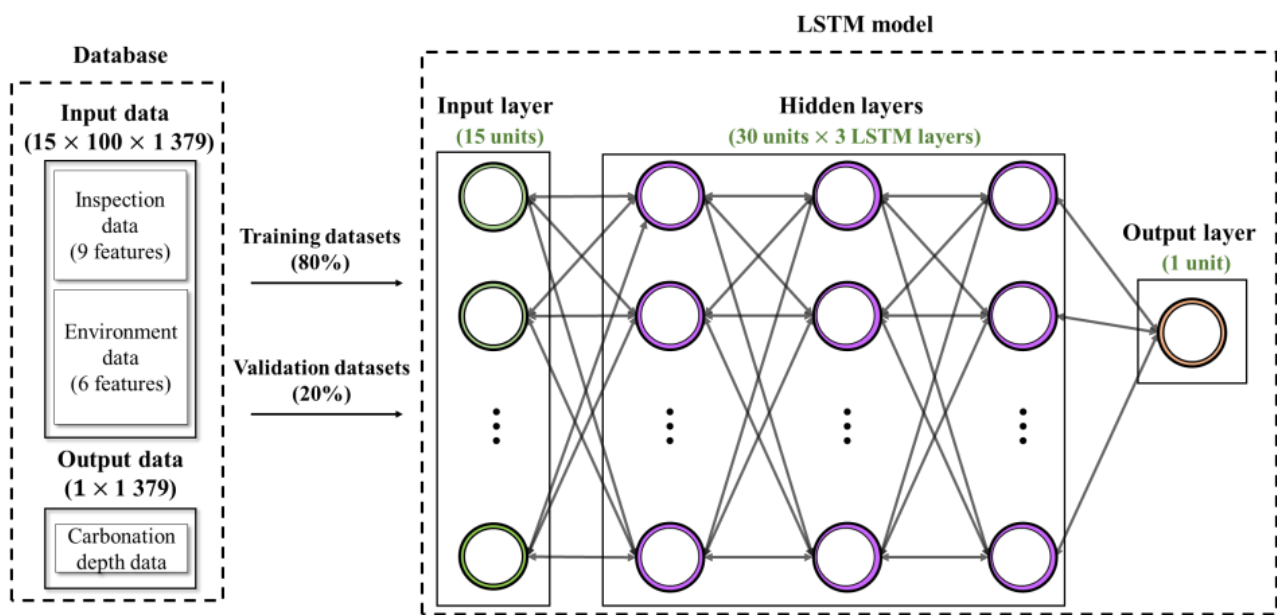 Database
Input data
(15 × 100 × 1 379)
Inspection
data
(9 features)
Environment
data
(6 features)
Output data
(1 × 1 379)
Carbonation
depth data
Training datasets
(80%)
Validation datasets
(20%)
LSTM model
Input layer
(15 units)
Hidden layers
(30 units × 3 LSTM layers)
Output layer
(1 unit)